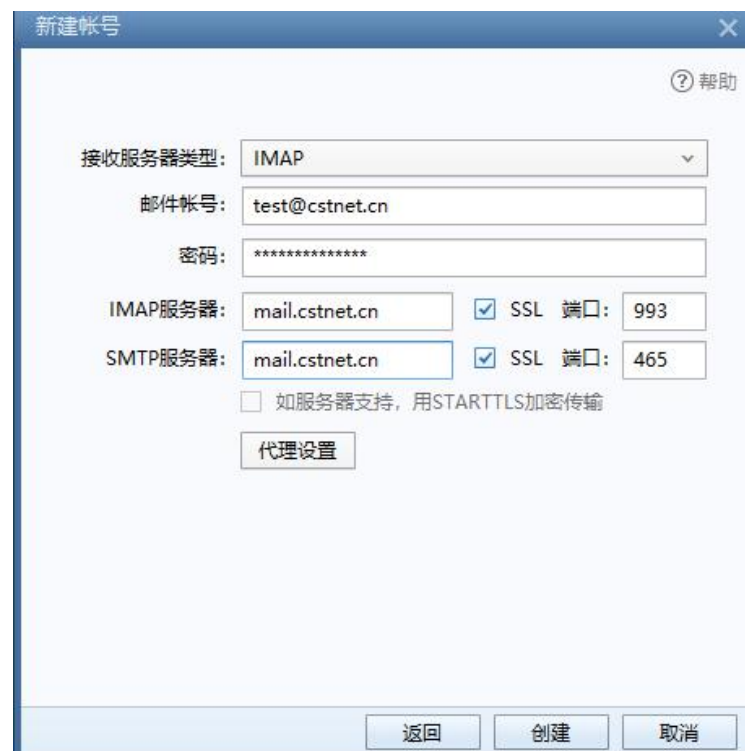 新建帐号
帮助
接收服务器类型: IMAP
邮件帐号: test@cstnet.cn
密码: **************
IMAP服务器: mail.cstnet.cn SSL 端口: 993
SMTP服务器: mail.cstnet.cn SSL 端口: 465
如服务器支持, 用STARTTLS加密传输
代理设置
返回 创建 取消